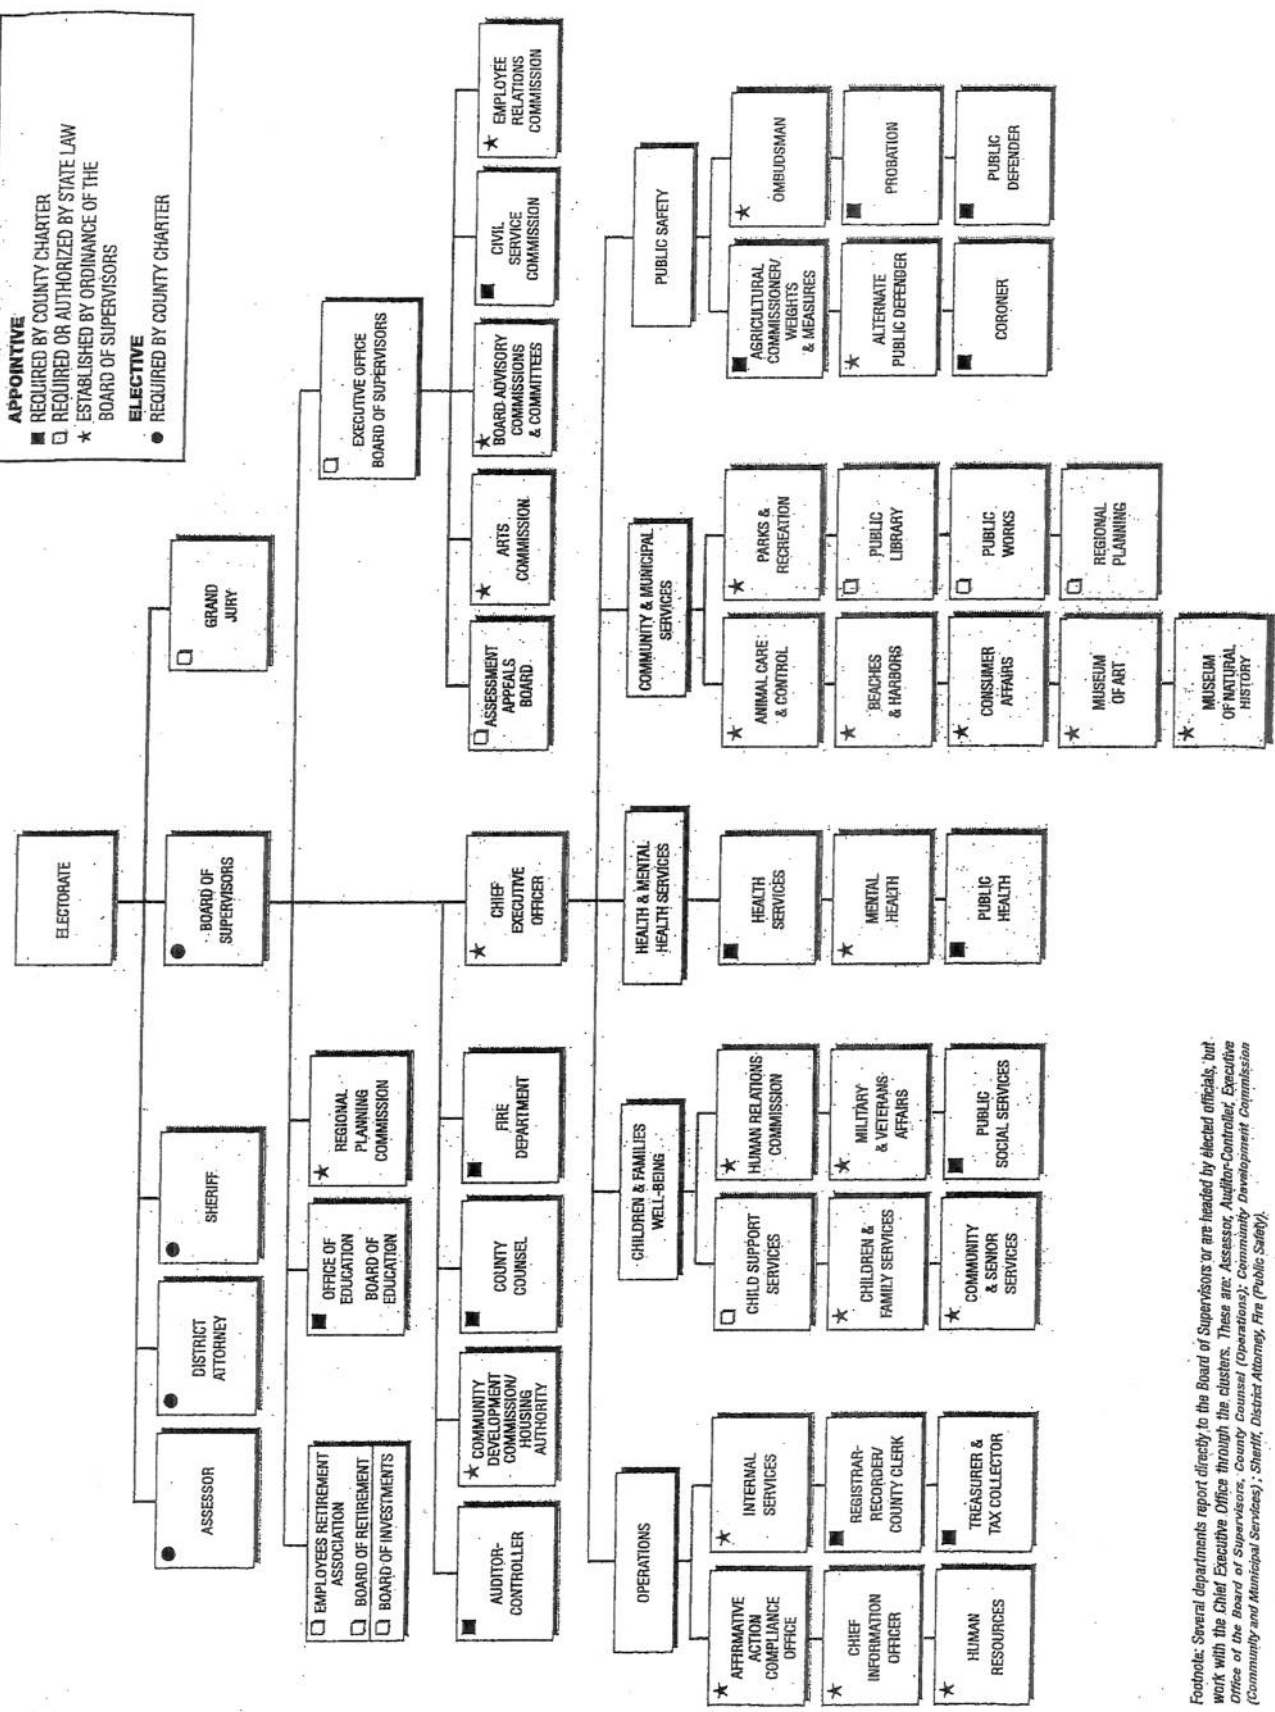 APPOINTIVE
■ REQUIRED BY COUNTY CHARTER
□ REQUIRED OR AUTHORIZED BY STATE LAW
★ ESTABLISHED BY ORDINANCE OF THE
BOARD OF SUPERVISORS
ELECTIVE
● REQUIRED BY COUNTY CHARTER
ELECTORATE
● ASSESSOR
● DISTRICT
ATTORNEY
● SHERIFF
● BOARD OF
SUPERVISORS
□ GRAND
JURY
□ EMPLOYEES RETIREMENT
ASSOCIATION
□ BOARD OF RETIREMENT
□ BOARD OF INVESTMENTS
■ OFFICE OF
EDUCATION
BOARD OF
EDUCATION
★ REGIONAL
PLANNING
COMMISSION
□ EXECUTIVE OFFICE
BOARD OF SUPERVISORS
■ AUDITOR-
CONTROLLER
★ COMMUNITY
DEVELOPMENT
COMMISSION/
HOUSING
AUTHORITY
■ COUNTY
COUNSEL
■ FIRE
DEPARTMENT
★ CHIEF
EXECUTIVE
OFFICER
□ ASSESSMENT
APPEALS
BOARD
★ ARTS
COMMISSION
★ BOARD ADVISORY
COMMISSIONS
& COMMITTEES
■ CIVIL
SERVICE
COMMISSION
★ EMPLOYEE
RELATIONS
COMMISSION
OPERATIONS
★ AFFIRMATIVE
ACTION
COMPLIANCE
OFFICE
★ INTERNAL
SERVICES
★ CHIEF
INFORMATION
OFFICER
■ REGISTRAR-
RECORDER/
COUNTY CLERK
★ HUMAN
RESOURCES
■ TREASURER &
TAX COLLECTOR
CHILDREN & FAMILIES
WELL-BEING
□ CHILD SUPPORT
SERVICES
★ HUMAN RELATIONS
COMMISSION
★ CHILDREN &
FAMILY SERVICES
★ MILITARY
& VETERANS
AFFAIRS
★ COMMUNITY
& SENIOR
SERVICES
■ PUBLIC
SOCIAL SERVICES
HEALTH & MENTAL
HEALTH SERVICES
■ HEALTH
SERVICES
★ MENTAL
HEALTH
■ PUBLIC
HEALTH
COMMUNITY & MUNICIPAL
SERVICES
★ ANIMAL CARE
& CONTROL
★ PARKS &
RECREATION
★ BEACHES
& HARBORS
□ PUBLIC
LIBRARY
★ CONSUMER
AFFAIRS
□ PUBLIC
WORKS
★ MUSEUM
OF ART
□ REGIONAL
PLANNING
★ MUSEUM
OF NATURAL
HISTORY
PUBLIC SAFETY
■ AGRICULTURAL
COMMISSIONER/
WEIGHTS
& MEASURES
★ OMBUDSMAN
★ ALTERNATE
PUBLIC DEFENDER
■ PROBATION
■ CORONER
■ PUBLIC
DEFENDER
Footnote: Several departments report directly to the Board of Supervisors or are headed by elected officials, but
work with the Chief Executive Office through the clusters. These are: Assessor, Auditor-Controller, Executive
Office of the Board of Supervisors, County Counsel (Operations); Community Development Commission
(Community and Municipal Services); Sheriff, District Attorney, Fire (Public Safety).